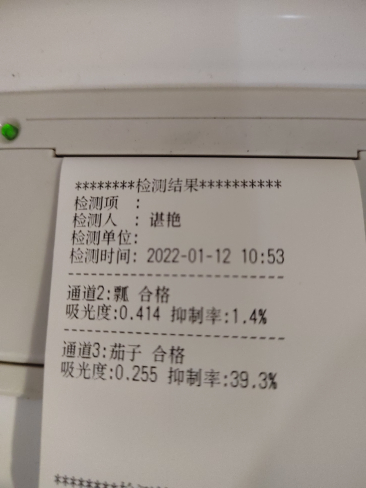 ********检测结果**********
检测项 :
检测人 : 谌艳
检测单位:
检测时间: 2022-01-12 10:53
通道2:瓢 合格
吸光度:0.414 抑制率:1.4%
通道3:茄子 合格
吸光度:0.255 抑制率:39.3%